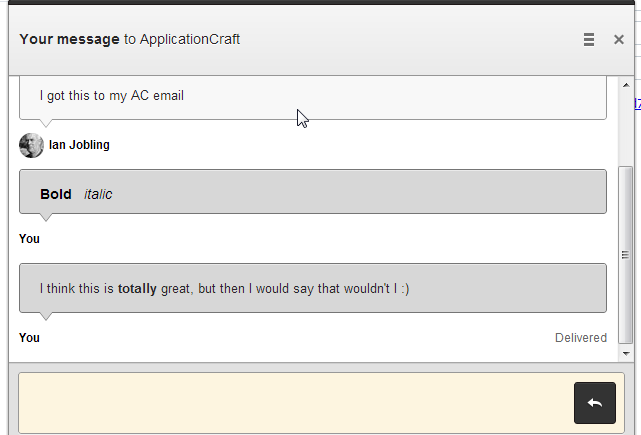 Your message to ApplicationCraft
I got this to my AC email
Ian Jobling
Bold italic
You
I think this is totally great, but then I would say that wouldn't I :)
You Delivered